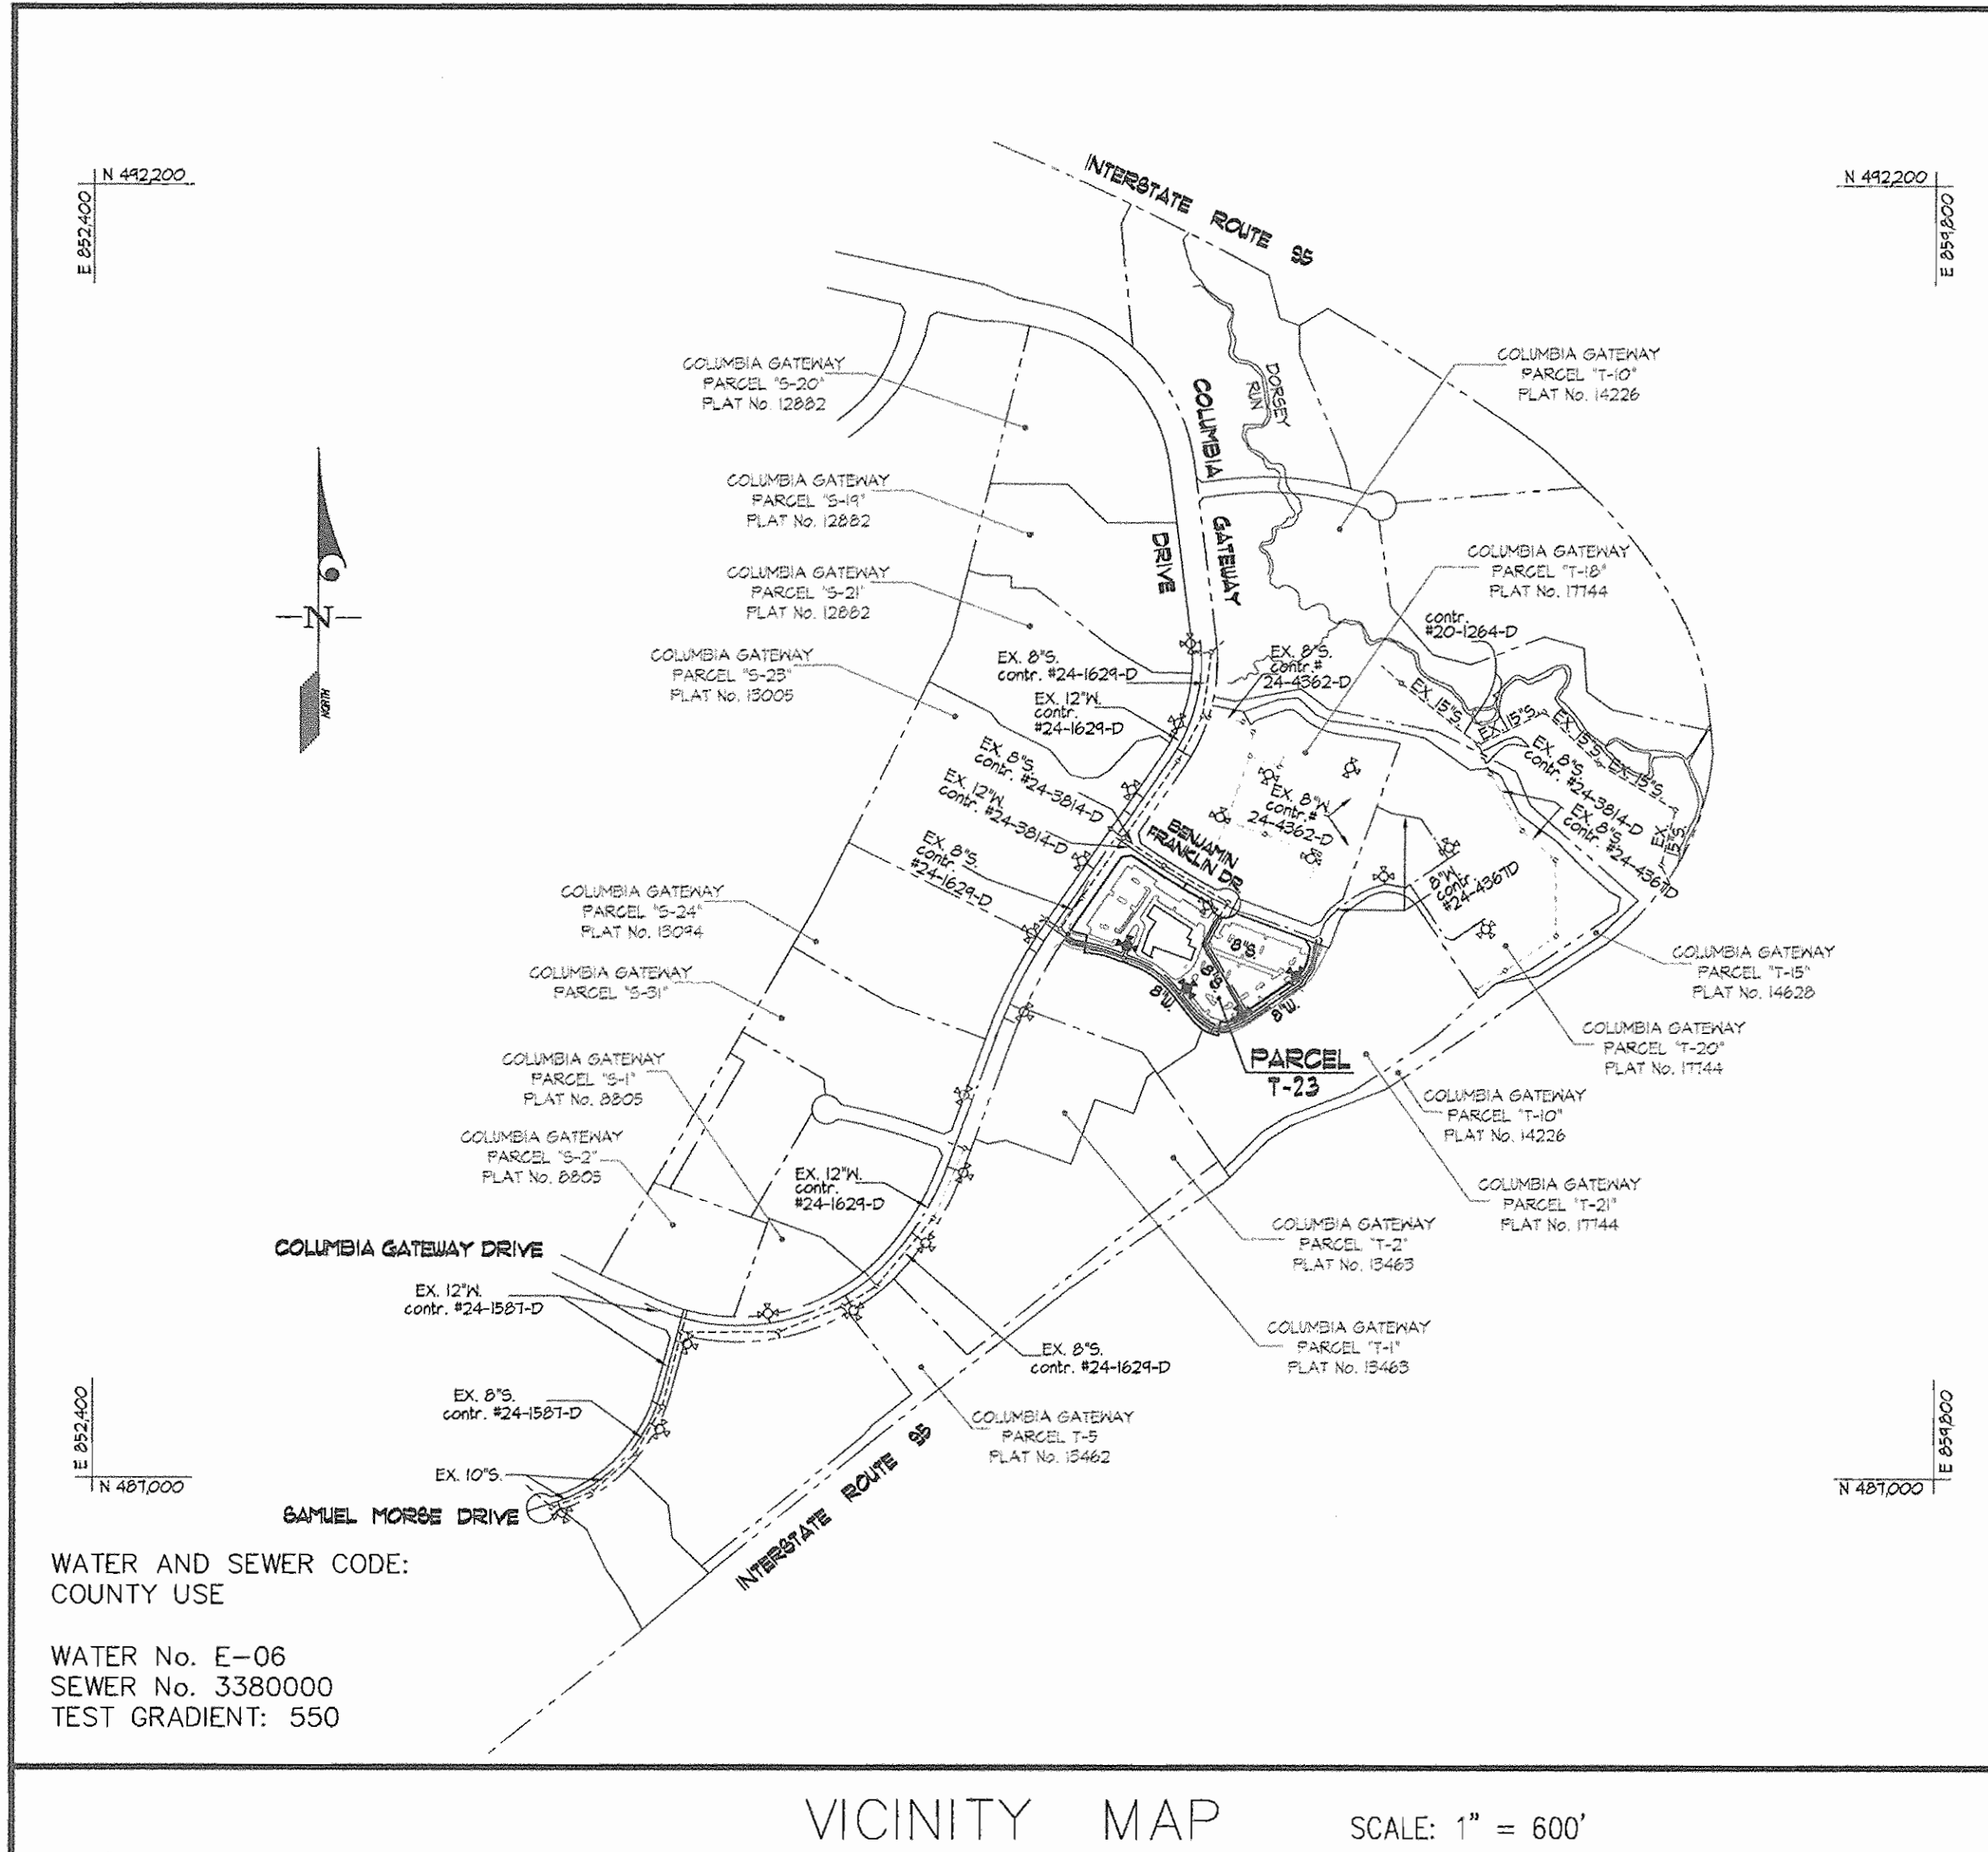 N 492,200
E 852,400
N 492,200
E 859,800
INTERSTATE ROUTE 95
COLUMBIA GATEWAY
PARCEL "S-20"
PLAT No. 12882
COLUMBIA GATEWAY
PARCEL "T-10"
PLAT No. 14226
DORSEY
RUN
COLUMBIA
GATEWAY
DRIVE
COLUMBIA GATEWAY
PARCEL "S-19"
PLAT No. 12882
COLUMBIA GATEWAY
PARCEL "T-18"
PLAT No. 17744
COLUMBIA GATEWAY
PARCEL "S-21"
PLAT No. 12882
contr.
#20-1264-D
COLUMBIA GATEWAY
PARCEL "S-23"
PLAT No. 13005
EX. 8"S.
contr. #24-1629-D
EX. 8"S.
contr.#
24-4362-D
EX. 12"W.
contr.
#24-1629-D
EX. 15"S.
EX. 15"S.
EX. 15"S.
EX. 15"S.
EX.
15"S.
EX. 8"S.
contr. #24-3814-D
EX. 12"W.
contr. #24-3814-D
EX. 8"S.
contr. #24-3814-D
EX. 8"S.
contr. #24-4367D
EX. 8"W.
contr.#
24-4362-D
EX. 8"S.
contr.
#24-1629-D
BENJAMIN
FRANKLIN DR
8"W.
contr.
#24-4367D
COLUMBIA GATEWAY
PARCEL "S-24"
PLAT No. 13094
8"S.
8"S.
8"W.
8"W.
COLUMBIA GATEWAY
PARCEL "T-15"
PLAT No. 14628
COLUMBIA GATEWAY
PARCEL "S-31"
COLUMBIA GATEWAY
PARCEL "T-20"
PLAT No. 17744
PARCEL
T-23
COLUMBIA GATEWAY
PARCEL "S-1"
PLAT No. 8805
COLUMBIA GATEWAY
PARCEL "T-10"
PLAT No. 14226
COLUMBIA GATEWAY
PARCEL "S-2"
PLAT No. 8805
EX. 12"W.
contr.
#24-1629-D
COLUMBIA GATEWAY
PARCEL "T-21"
PLAT No. 17744
COLUMBIA GATEWAY
PARCEL "T-2"
PLAT No. 13463
COLUMBIA GATEWAY DRIVE
EX. 12"W.
contr. #24-1587-D
COLUMBIA GATEWAY
PARCEL "T-1"
PLAT No. 13463
EX. 8"S.
contr. #24-1629-D
EX. 8"S.
contr. #24-1587-D
COLUMBIA GATEWAY
PARCEL T-5
PLAT No. 13462
EX. 10"S.
SAMUEL MORSE DRIVE
INTERSTATE ROUTE 95
N
NORTH
E 852,400
N 487,000
E 859,800
N 487,000
WATER AND SEWER CODE:
COUNTY USE
WATER No. E-06
SEWER No. 3380000
TEST GRADIENT: 550
VICINITY MAP
SCALE: 1" = 600'